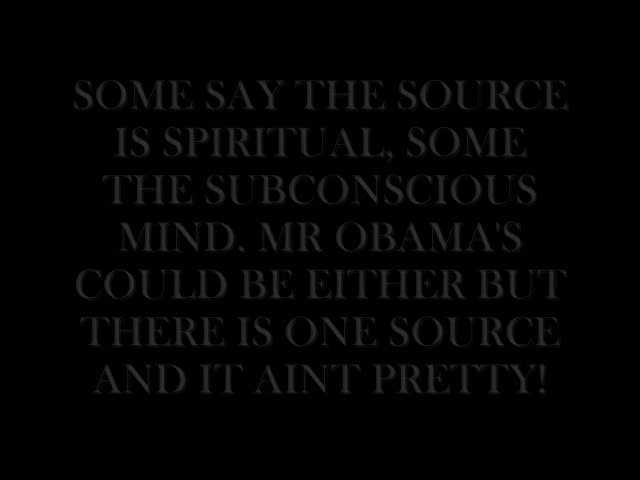 SOME SAY THE SOURCE
IS SPIRITUAL, SOME
THE SUBCONSCIOUS
MIND. MR OBAMA'S
COULD BE EITHER BUT
THERE IS ONE SOURCE
AND IT AINT PRETTY!